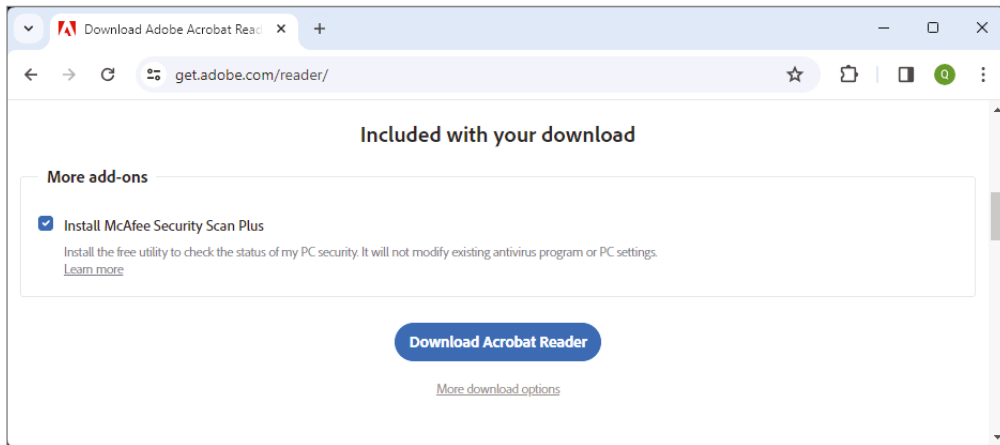 Download Adobe Acrobat Read
get.adobe.com/reader/
Q
Included with your download
More add-ons
Install McAfee Security Scan Plus
Install the free utility to check the status of my PC security. It will not modify existing antivirus program or PC settings.
Learn more
Download Acrobat Reader
More download options